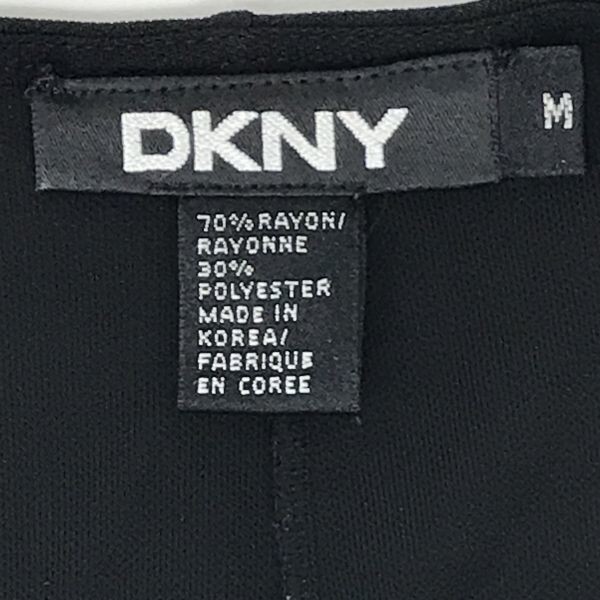 DKNY
M
70% RAYON/
RAYONNE
30%
POLYESTER
MADE IN
KOREA/
FABRIQUE
EN COREE